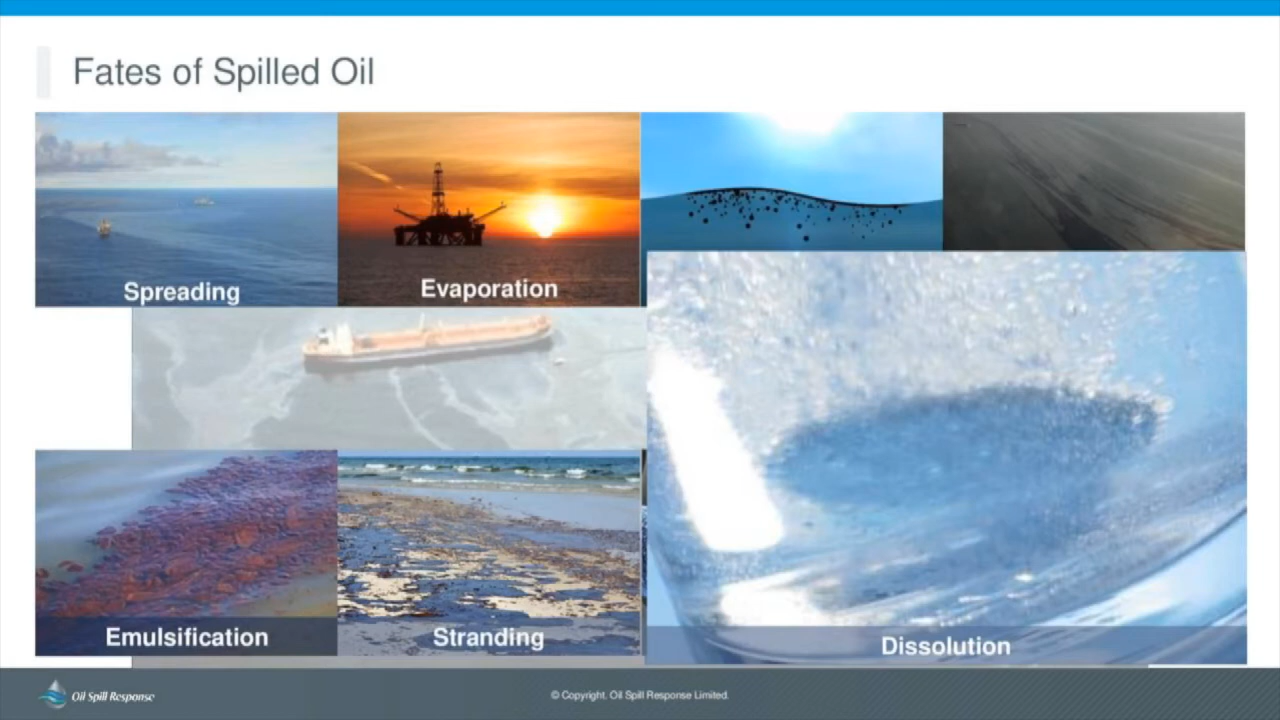 Fates of Spilled Oil
Spreading
Evaporation
Emulsification
Stranding
Dissolution
Oil Spill Response
© Copyright. Oil Spill Response Limited.